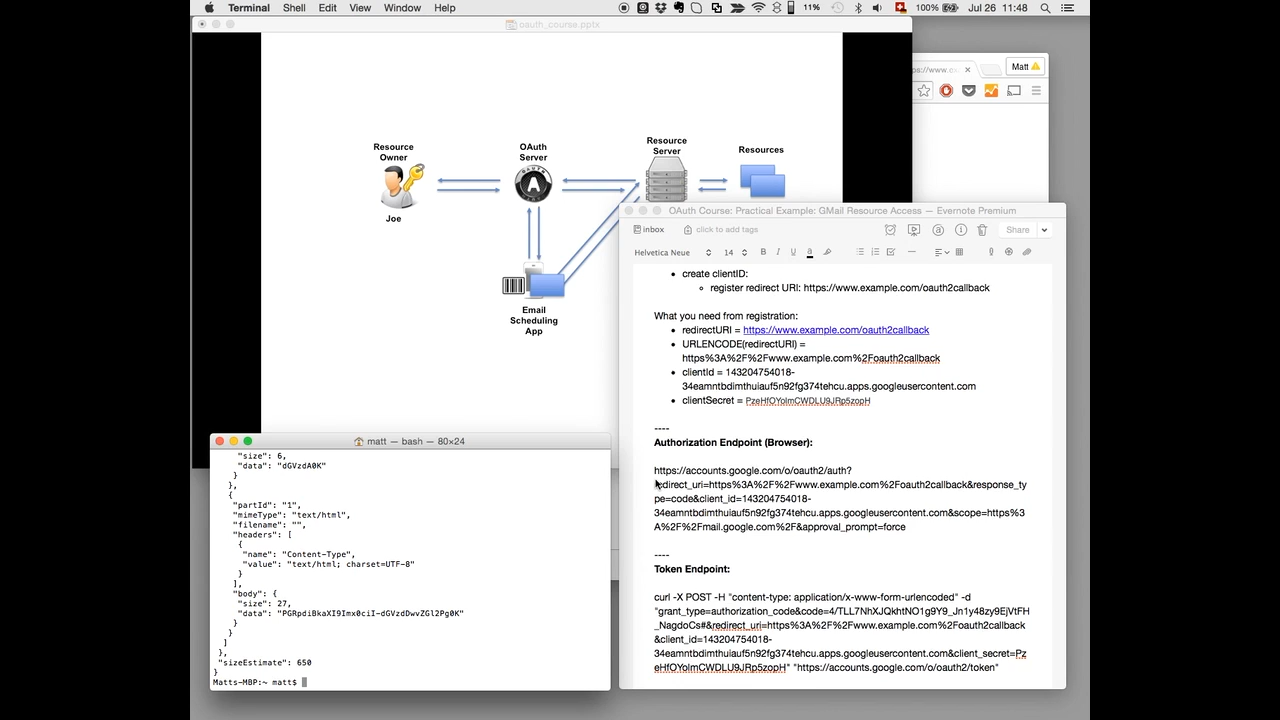 Terminal Shell Edit View Window Help
11% 100% Jul 26 11:48
oauth_course.pptx
ps://www.o
Matt
Resource
Owner
OAuth
Server
Resource
Server
Resources
Joe
Email
Scheduling
App
OAuth Course: Practical Example: GMail Resource Access — Evernote Premium
inbox click to add tags Share
Helvetica Neue 14 B I U a
create clientID:
register redirect URI: https://www.example.com/oauth2callback
What you need from registration:
redirectURI = https://www.example.com/oauth2callback
URLENCODE(redirectURI) =
https%3A%2F%2Fwww.example.com%2Foauth2callback
clientId = 143204754018-
34eamntbdimthuiauf5n92fg374tehcu.apps.googleusercontent.com
clientSecret = PzeHfOYolmCWDLU9JRp5zopH
----
Authorization Endpoint (Browser):
https://accounts.google.com/o/oauth2/auth?
redirect_uri=https%3A%2F%2Fwww.example.com%2Foauth2callback&response_ty
pe=code&client_id=143204754018-
34eamntbdimthuiauf5n92fg374tehcu.apps.googleusercontent.com&scope=https%3
A%2F%2Fmail.google.com%2F&approval_prompt=force
----
Token Endpoint:
curl -X POST -H "content-type: application/x-www-form-urlencoded" -d
"grant_type=authorization_code&code=4/TLL7NhXJQkhtNO1g9Y9_Jn1y48zy9EjVtFH
_NagdoCs#&redirect_uri=https%3A%2F%2Fwww.example.com%2Foauth2callback
&client_id=143204754018-
34eamntbdimthuiauf5n92fg374tehcu.apps.googleusercontent.com&client_secret=Pz
eHfOYolmCWDLU9JRp5zopH" "https://accounts.google.com/o/oauth2/token"
matt — bash — 80×24
"size": 6,
"data": "dGVzdA0K"
}
},
{
"partId": "1",
"mimeType": "text/html",
"filename": "",
"headers": [
{
"name": "Content-Type",
"value": "text/html; charset=UTF-8"
}
],
"body": {
"size": 27,
"data": "PGRpdiBkaXI9Imx0ciI-dGVzdDwvZGl2Pg0K"
}
}
]
},
"sizeEstimate": 650
}
Matts-MBP:~ matt$